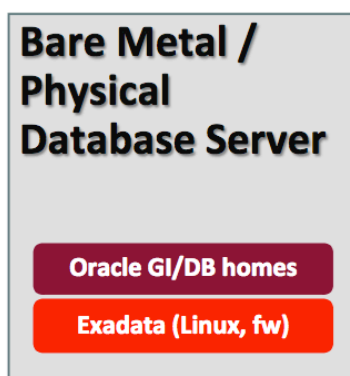 Bare Metal /
Physical
Database Server
Oracle GI/DB homes
Exadata (Linux, fw)